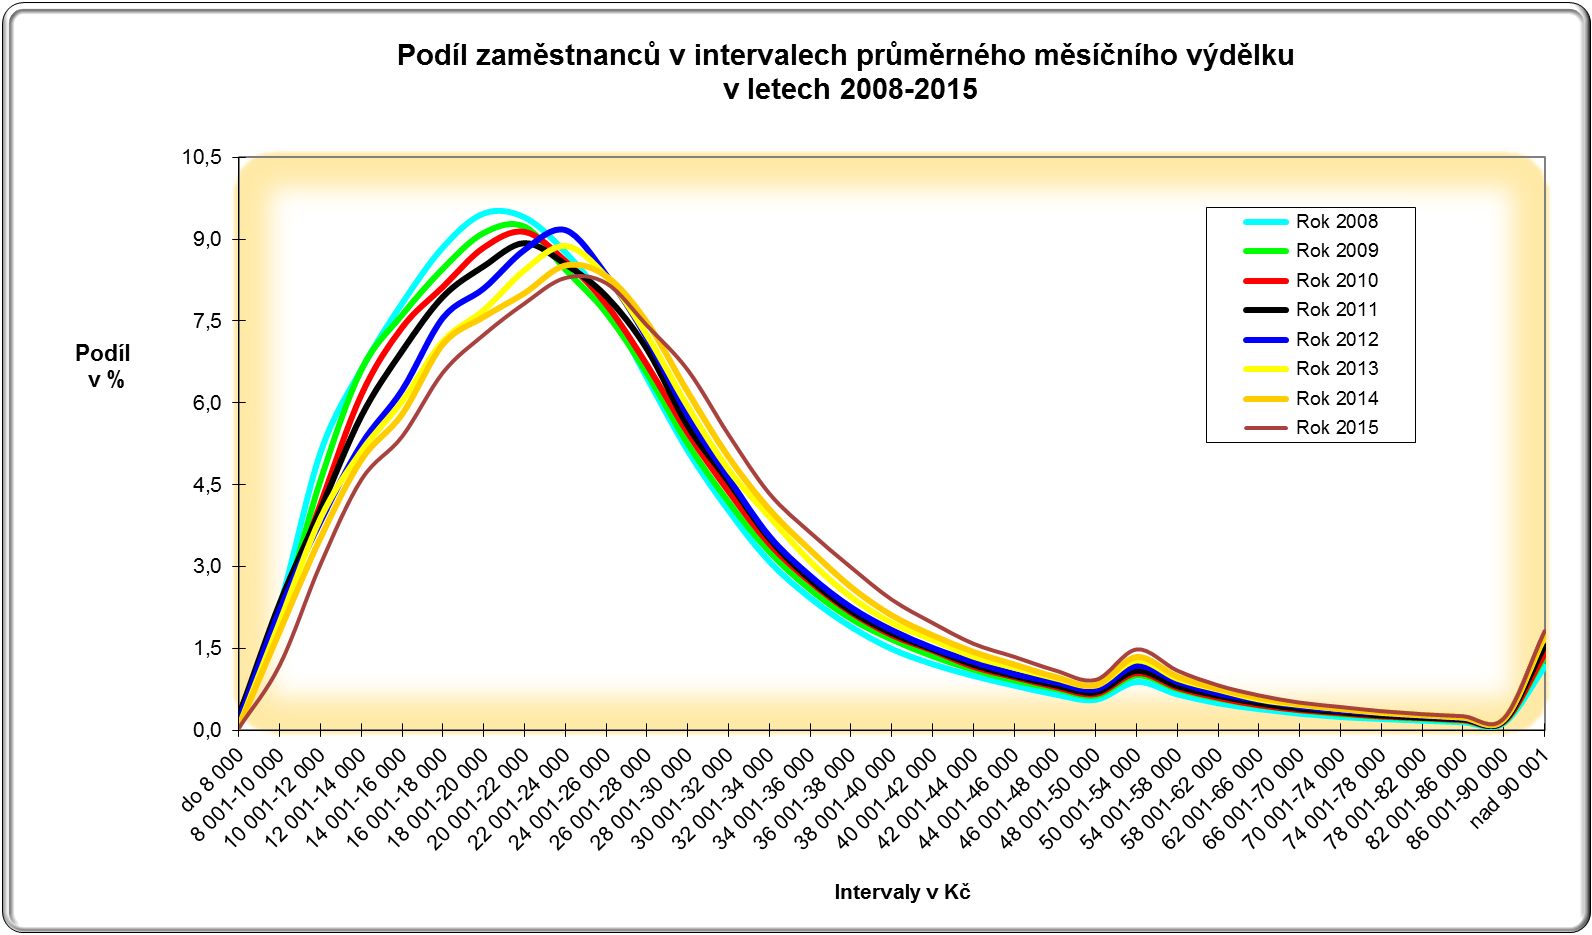 Podíl zaměstnanců v intervalech průměrného měsíčního výdělku
v letech 2008-2015
10,5
9,0
7,5
6,0
4,5
3,0
1,5
0,0
Podíl
v %
Rok 2008
Rok 2009
Rok 2010
Rok 2011
Rok 2012
Rok 2013
Rok 2014
Rok 2015
do 8 000
8 001-10 000
10 001-12 000
12 001-14 000
14 001-16 000
16 001-18 000
18 001-20 000
20 001-22 000
22 001-24 000
24 001-26 000
26 001-28 000
28 001-30 000
30 001-32 000
32 001-34 000
34 001-36 000
36 001-38 000
38 001-40 000
40 001-42 000
42 001-44 000
44 001-46 000
46 001-48 000
48 001-50 000
50 001-54 000
54 001-58 000
58 001-62 000
62 001-66 000
66 001-70 000
70 001-74 000
74 001-78 000
78 001-82 000
82 001-86 000
86 001-90 000
nad 90 001
Intervaly v Kč